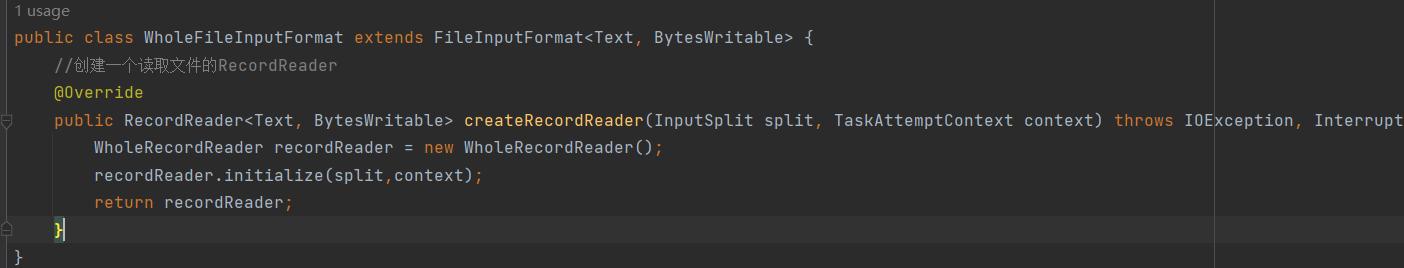 1 usage
public class WholeFileInputFormat extends FileInputFormat<Text, BytesWritable> {
//创建一个读取文件的RecordReader
@Override
public RecordReader<Text, BytesWritable> createRecordReader(InputSplit split, TaskAttemptContext context) throws IOException, Interrupt
WholeRecordReader recordReader = new WholeRecordReader();
recordReader.initialize(split,context);
return recordReader;
}
}